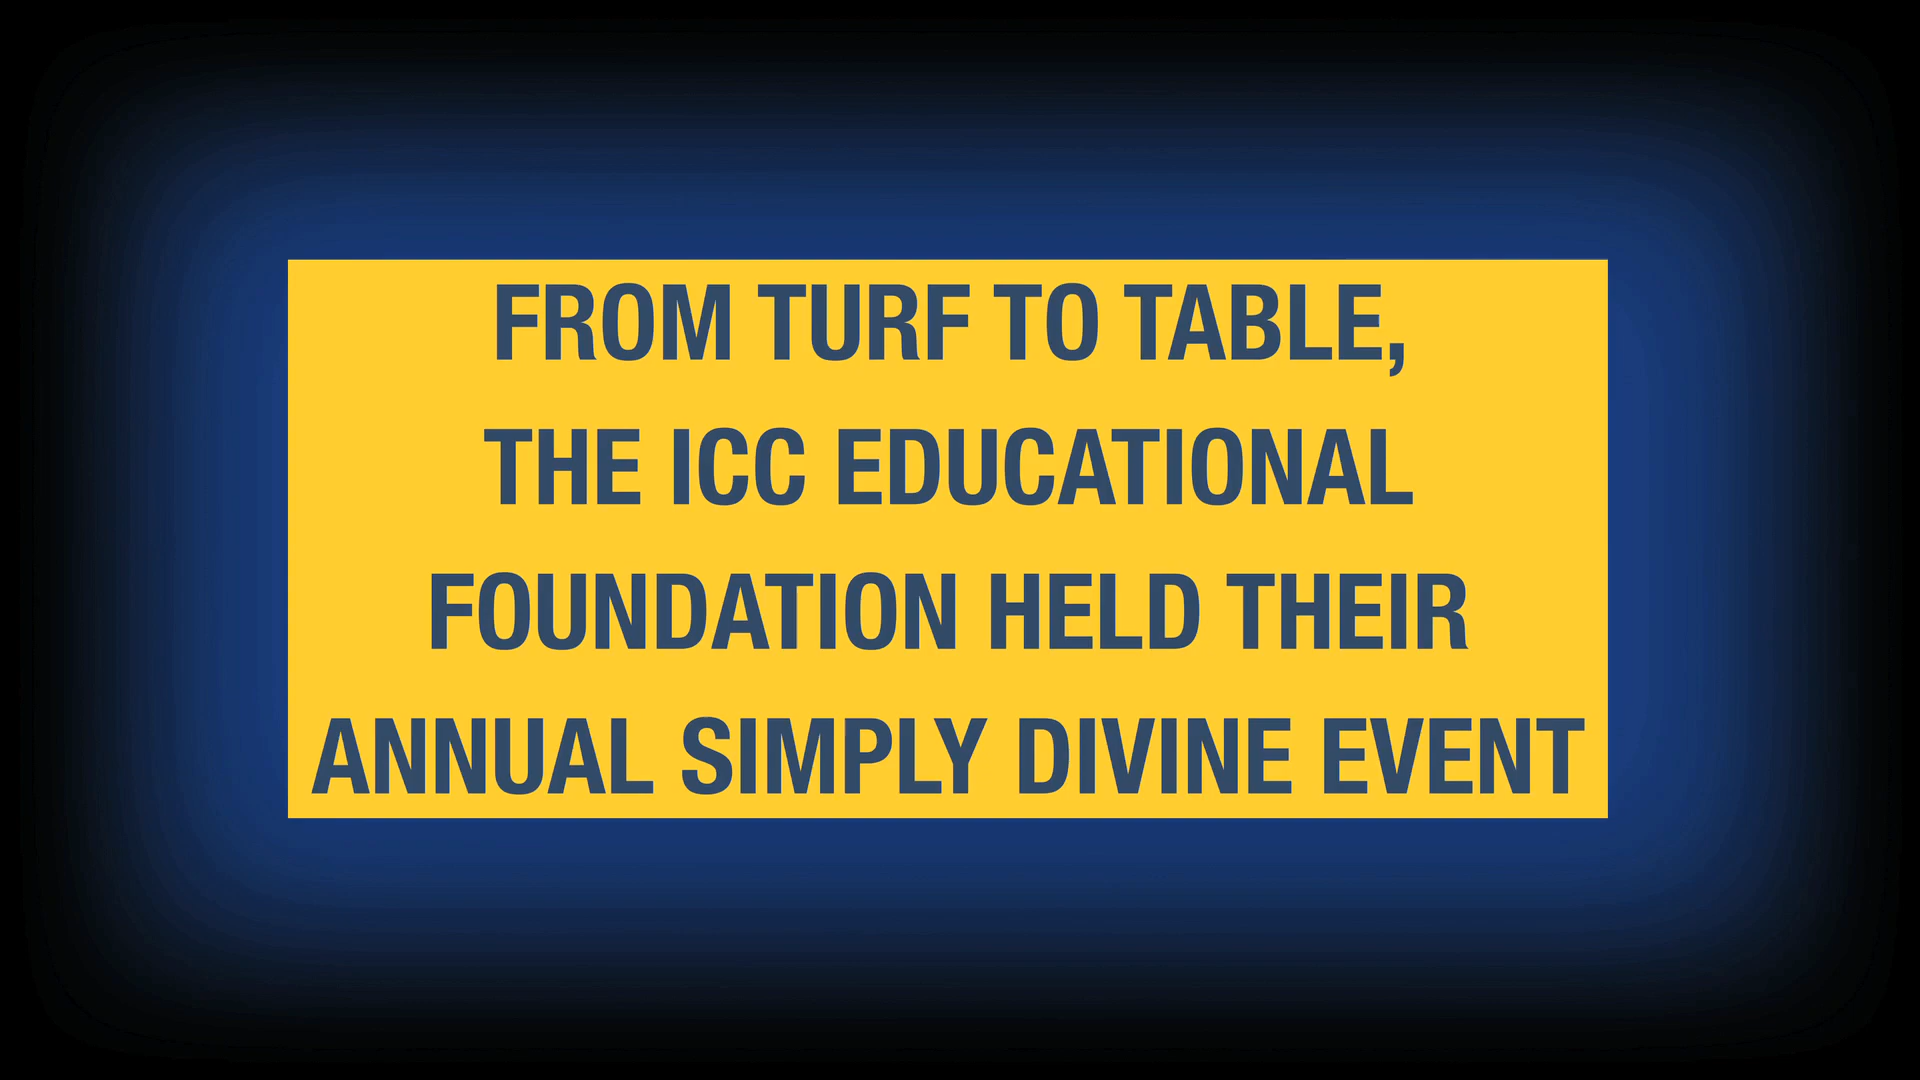 FROM TURF TO TABLE,
THE ICC EDUCATIONAL
FOUNDATION HELD THEIR
ANNUAL SIMPLY DIVINE EVENT